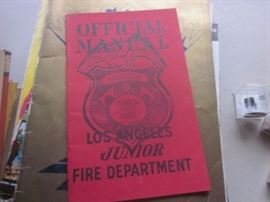 OFFICIAL
MANUAL
LOS ANGELES
JUNIOR
FIRE DEPARTMENT